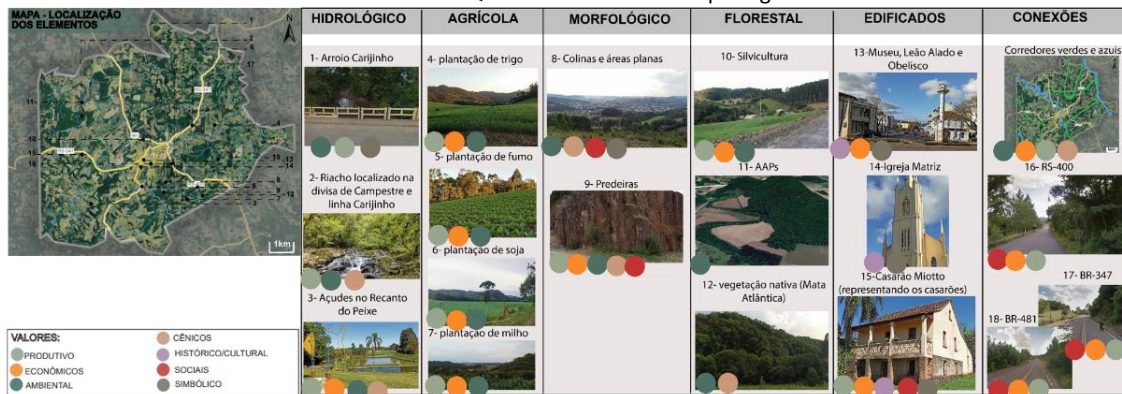 MAPA - LOCALIZAÇÃO
DOS ELEMENTOS
N
1km
HIDROLÓGICO
AGRÍCOLA
MORFOLÓGICO
FLORESTAL
EDIFICADOS
CONEXÕES
1- Arroio Carijinho
2- Riacho localizado na
divisa de Campestre e
linha Carijinho
3- Açudes no Recanto
do Peixe
4- plantação de trigo
5- plantação de fumo
6- plantação de soja
7- plantação de milho
8- Colinas e áreas planas
9- Predeiras
10- Silvicultura
11- AAPs
12- vegetação nativa (Mata
Atlântica)
13-Museu, Leão Alado e
Obelisco
14-Igreja Matriz
15-Casarão Miotto
(representando os casarões)
Corredores verdes e azuis
16- RS-400
17- BR-347
18- BR-481
VALORES:
PRODUTIVO
ECONÔMICOS
AMBIENTAL
CÊNICOS
HISTÓRICO/CULTURAL
SOCIAIS
SIMBÓLICO